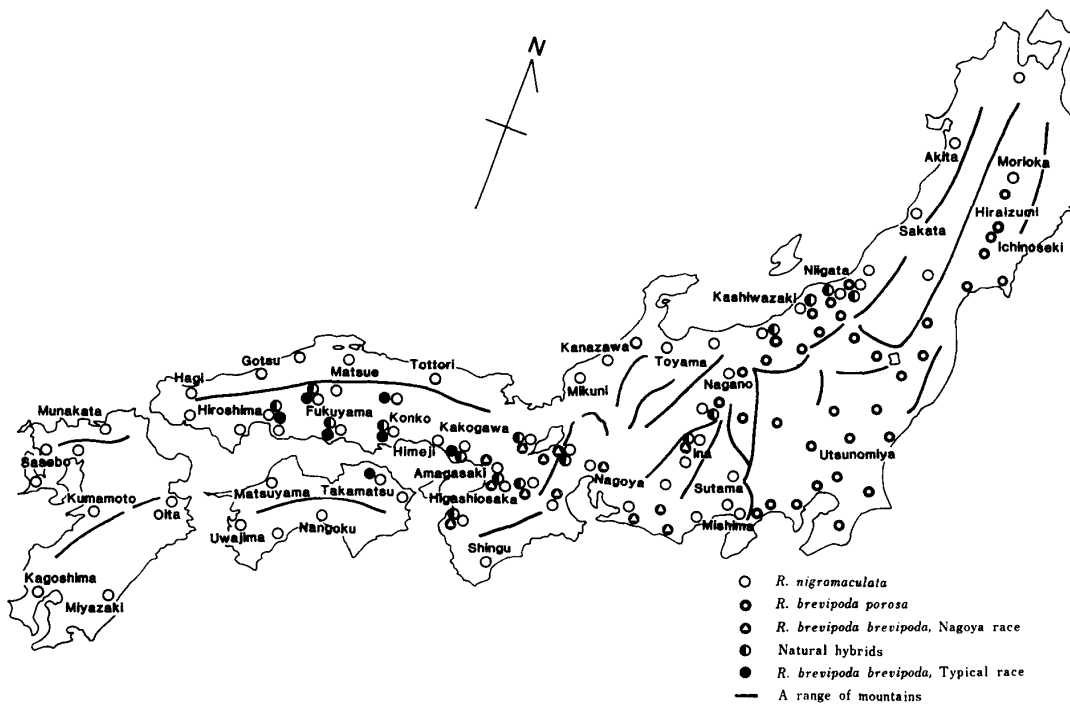 N
Akita
Morioka
Hiraizumi
Sakata
Ichinoseki
Niigata
Kashiwazaki
Kanazawa
Toyama
Gotsu
Matsue
Tottori
Mikuni
Nagano
Hagi
Munakata
Hiroshima
Fukuyama
Konko
Kakogawa
Himeji
Ina
Utsunomiya
Sasebo
Amagasaki
Nagoya
Kumamoto
Matsuyama
Takamatsu
Higashiosaka
Sutama
Oita
Uwajima
Nangoku
Mishima
Shingu
Kagoshima
Miyazaki
R. nigromaculata
R. brevipoda porosa
R. brevipoda brevipoda, Nagoya race
Natural hybrids
R. brevipoda brevipoda, Typical race
A range of mountains